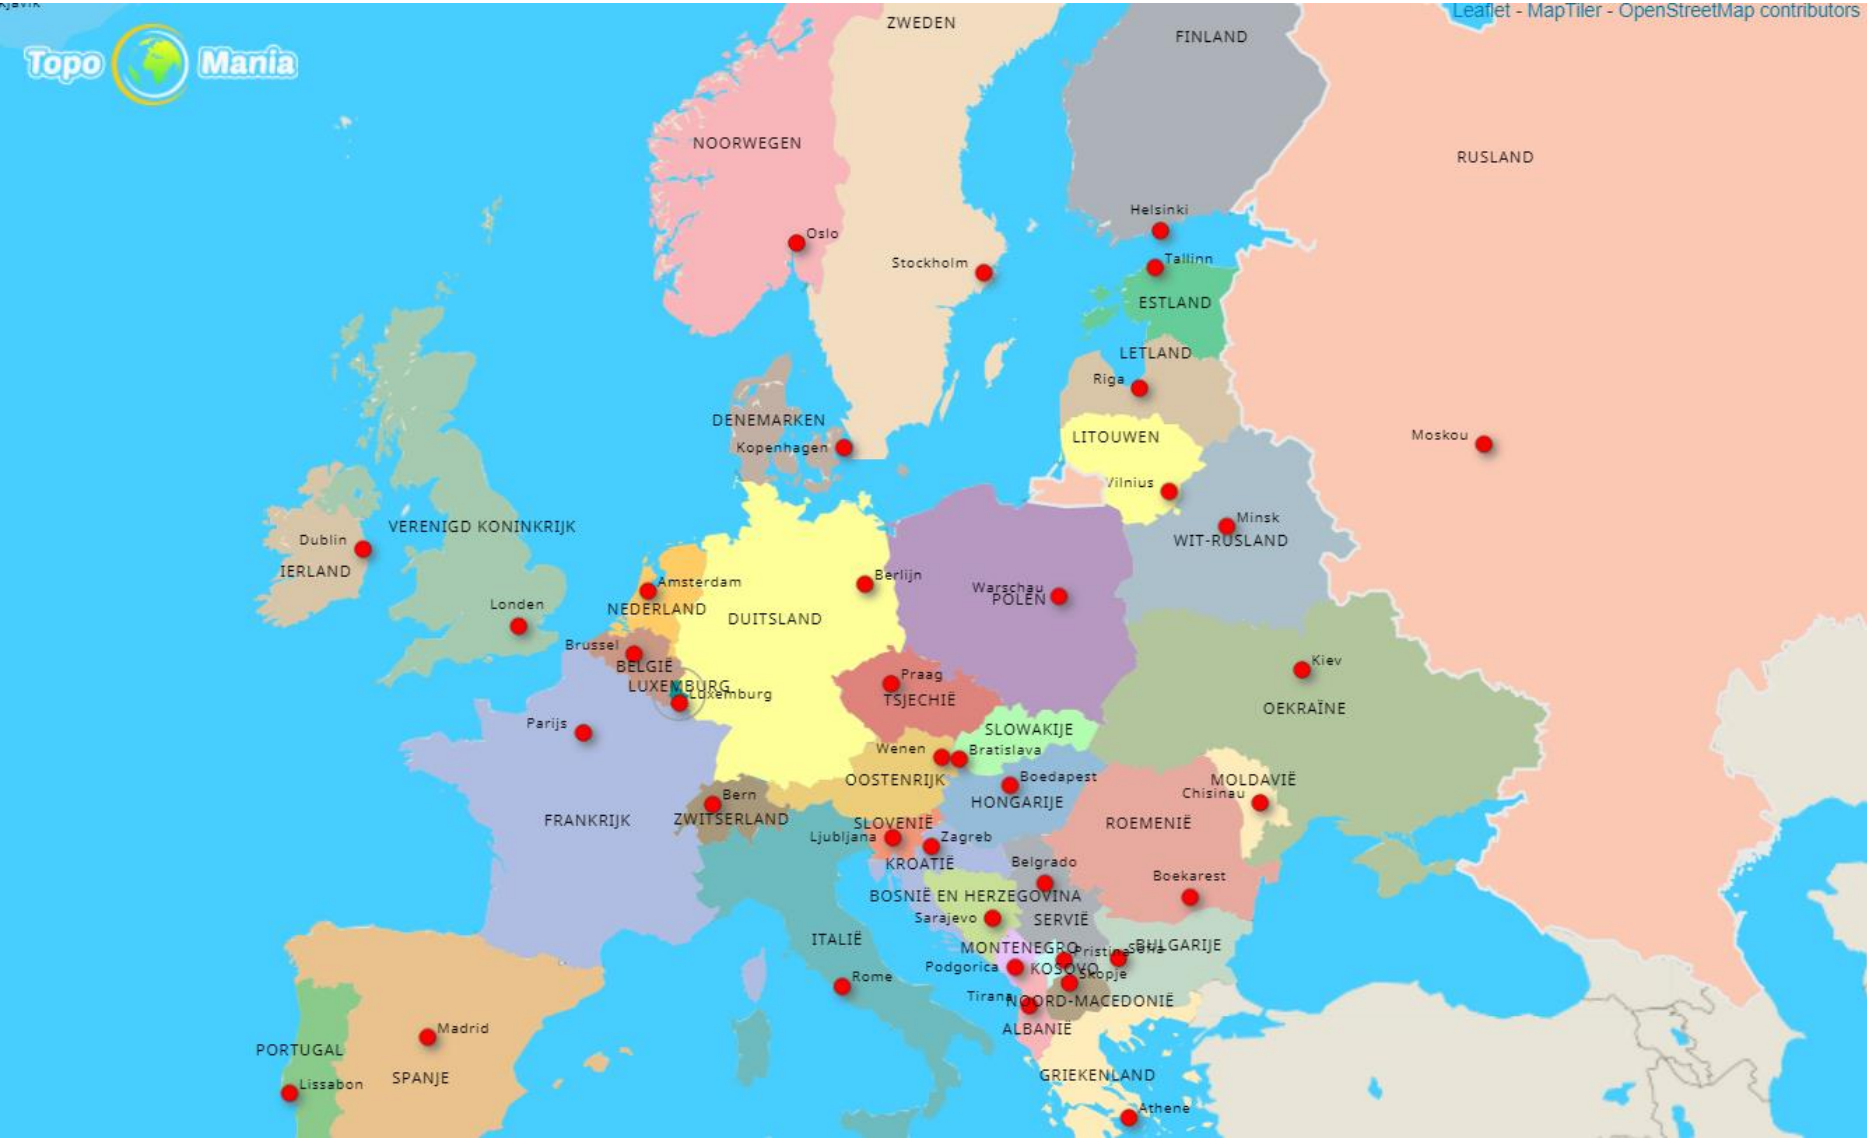 Leaflet - MapTiler - OpenStreetMap contributors
ZWEDEN
FINLAND
Topo Mania
NOORWEGEN
RUSLAND
Helsinki
Oslo
Stockholm
Tallinn
ESTLAND
LETLAND
Riga
DENEMARKEN
LITOUWEN
Moskou
Kopenhagen
Vilnius
Minsk
VERENIGD KONINKRIJK
WIT-RUSLAND
Dublin
IERLAND
Berlijn
Amsterdam
Warschau
POLEN
Londen
NEDERLAND
DUITSLAND
Brussel
BELGIË
Kiev
Praag
LUXEMBURG
Luxemburg
TSJECHIË
OEKRAÏNE
Parijs
SLOWAKIJE
Wenen
Bratislava
OOSTENRIJK
Boedapest
MOLDAVIË
Chisinau
Bern
HONGARIJE
ZWITSERLAND
FRANKRIJK
SLOVENIË
ROEMENIË
Ljubljana
Zagreb
KROATIË
Belgrado
Boekarest
BOSNIË EN HERZEGOVINA
Sarajevo
SERVIË
ITALIË
MONTENEGRO
Pristina
Sofia
BULGARIJE
Podgorica
KOSOVO
Skopje
Rome
Tirana
NOORD-MACEDONIË
Madrid
ALBANIË
PORTUGAL
SPANJE
GRIEKENLAND
Lissabon
Athene